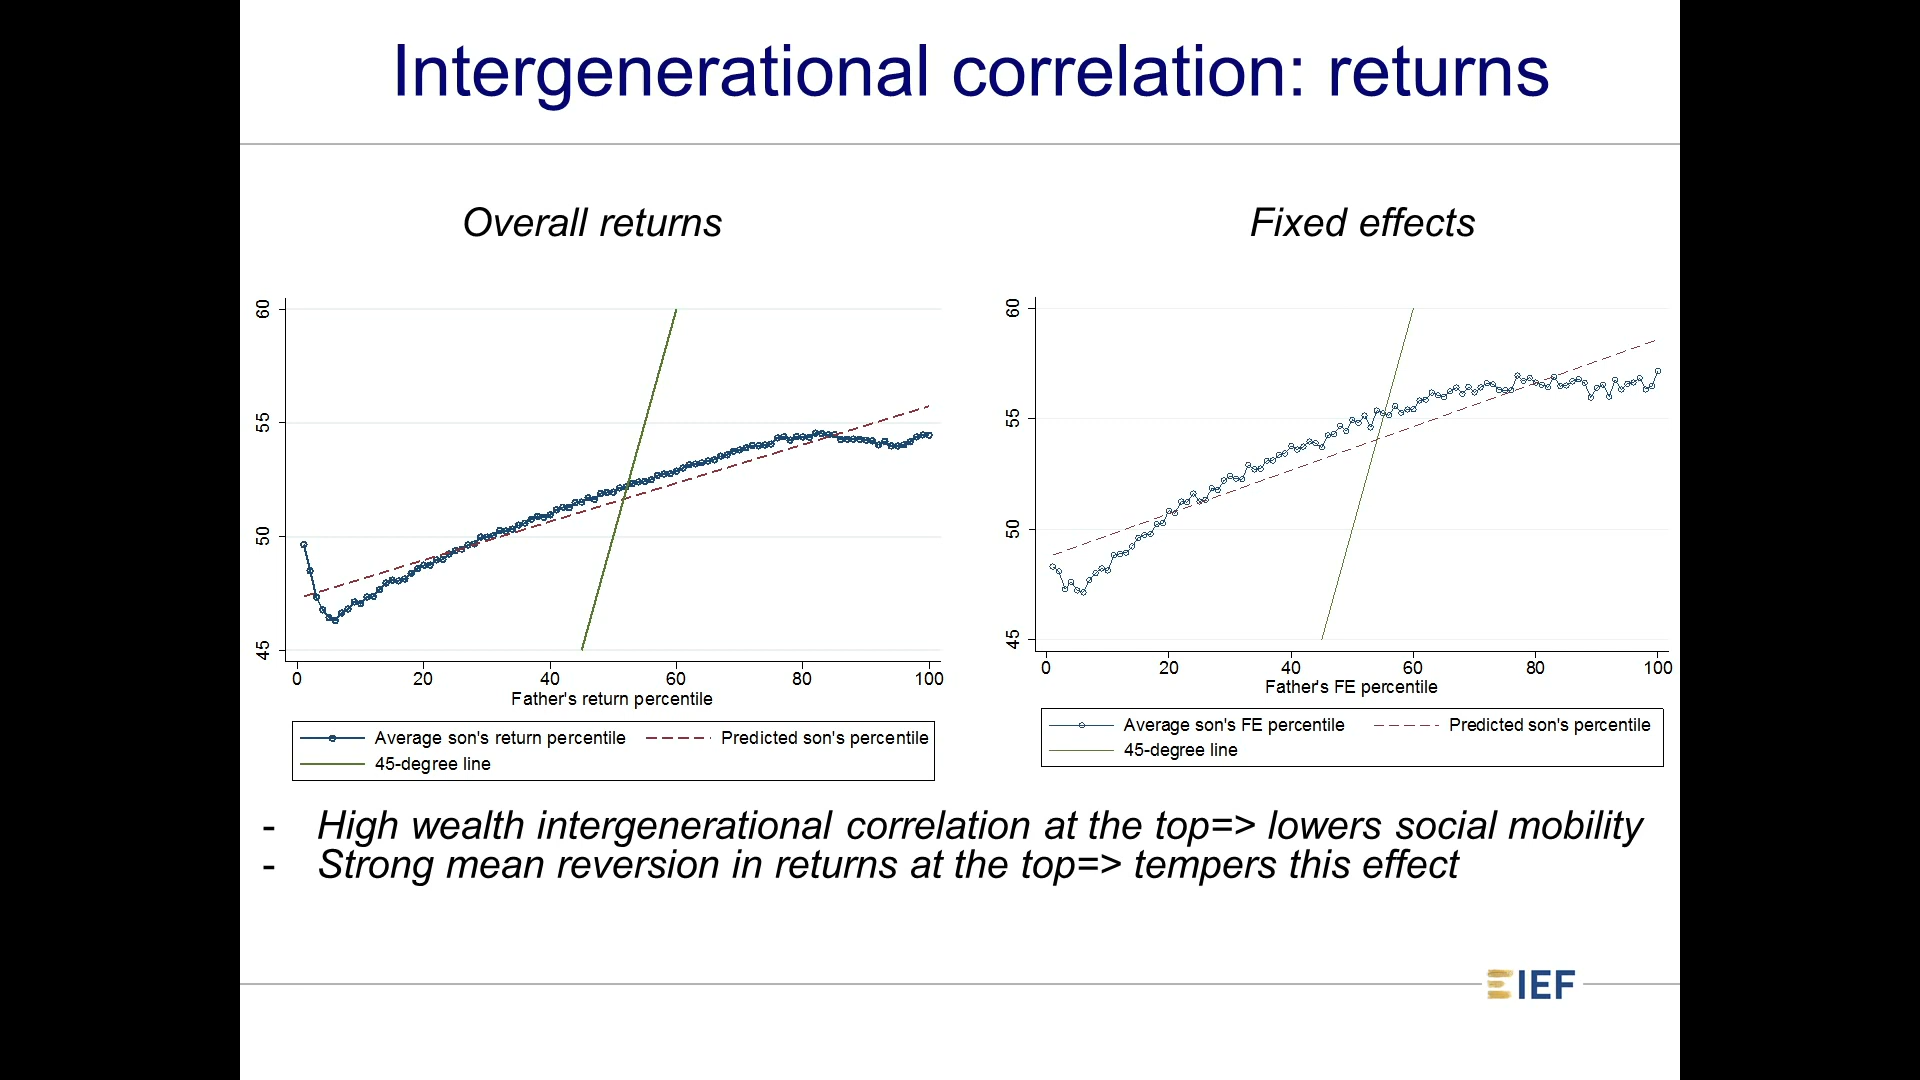 Intergenerational correlation: returns
Overall returns
Fixed effects
60
55
50
45
0 20 40 60 80 100
Father's return percentile
Average son's return percentile
Predicted son's percentile
45-degree line
60
55
50
45
0 20 40 60 80 100
Father's FE percentile
Average son's FE percentile
Predicted son's percentile
45-degree line
- High wealth intergenerational correlation at the top=> lowers social mobility
- Strong mean reversion in returns at the top=> tempers this effect
EIEF